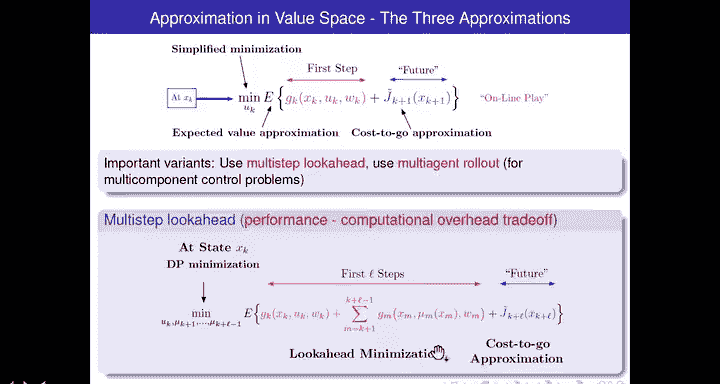 Approximation in Value Space - The Three Approximations
Simplified minimization
First Step
"Future"
At x_k
min_{u_k} E { g_k(x_k, u_k, w_k) + J̃_{k+1}(x_{k+1}) }
"On-Line Play"
Expected value approximation
Cost-to-go approximation
Important variants: Use multistep lookahead, use multiagent rollout (for
multicomponent control problems)
Multistep lookahead (performance - computational overhead tradeoff)
At State x_k
DP minimization
First ℓ Steps
"Future"
min_{u_k, μ_{k+1}, ..., μ_{k+ℓ-1}} E { g_k(x_k, u_k, w_k) + ∑_{m=k+1}^{k+ℓ-1} g_m(x_m, μ_m(x_m), w_m) + J̃_{k+ℓ}(x_{k+ℓ}) }
Lookahead Minimization
Cost-to-go
Approximation